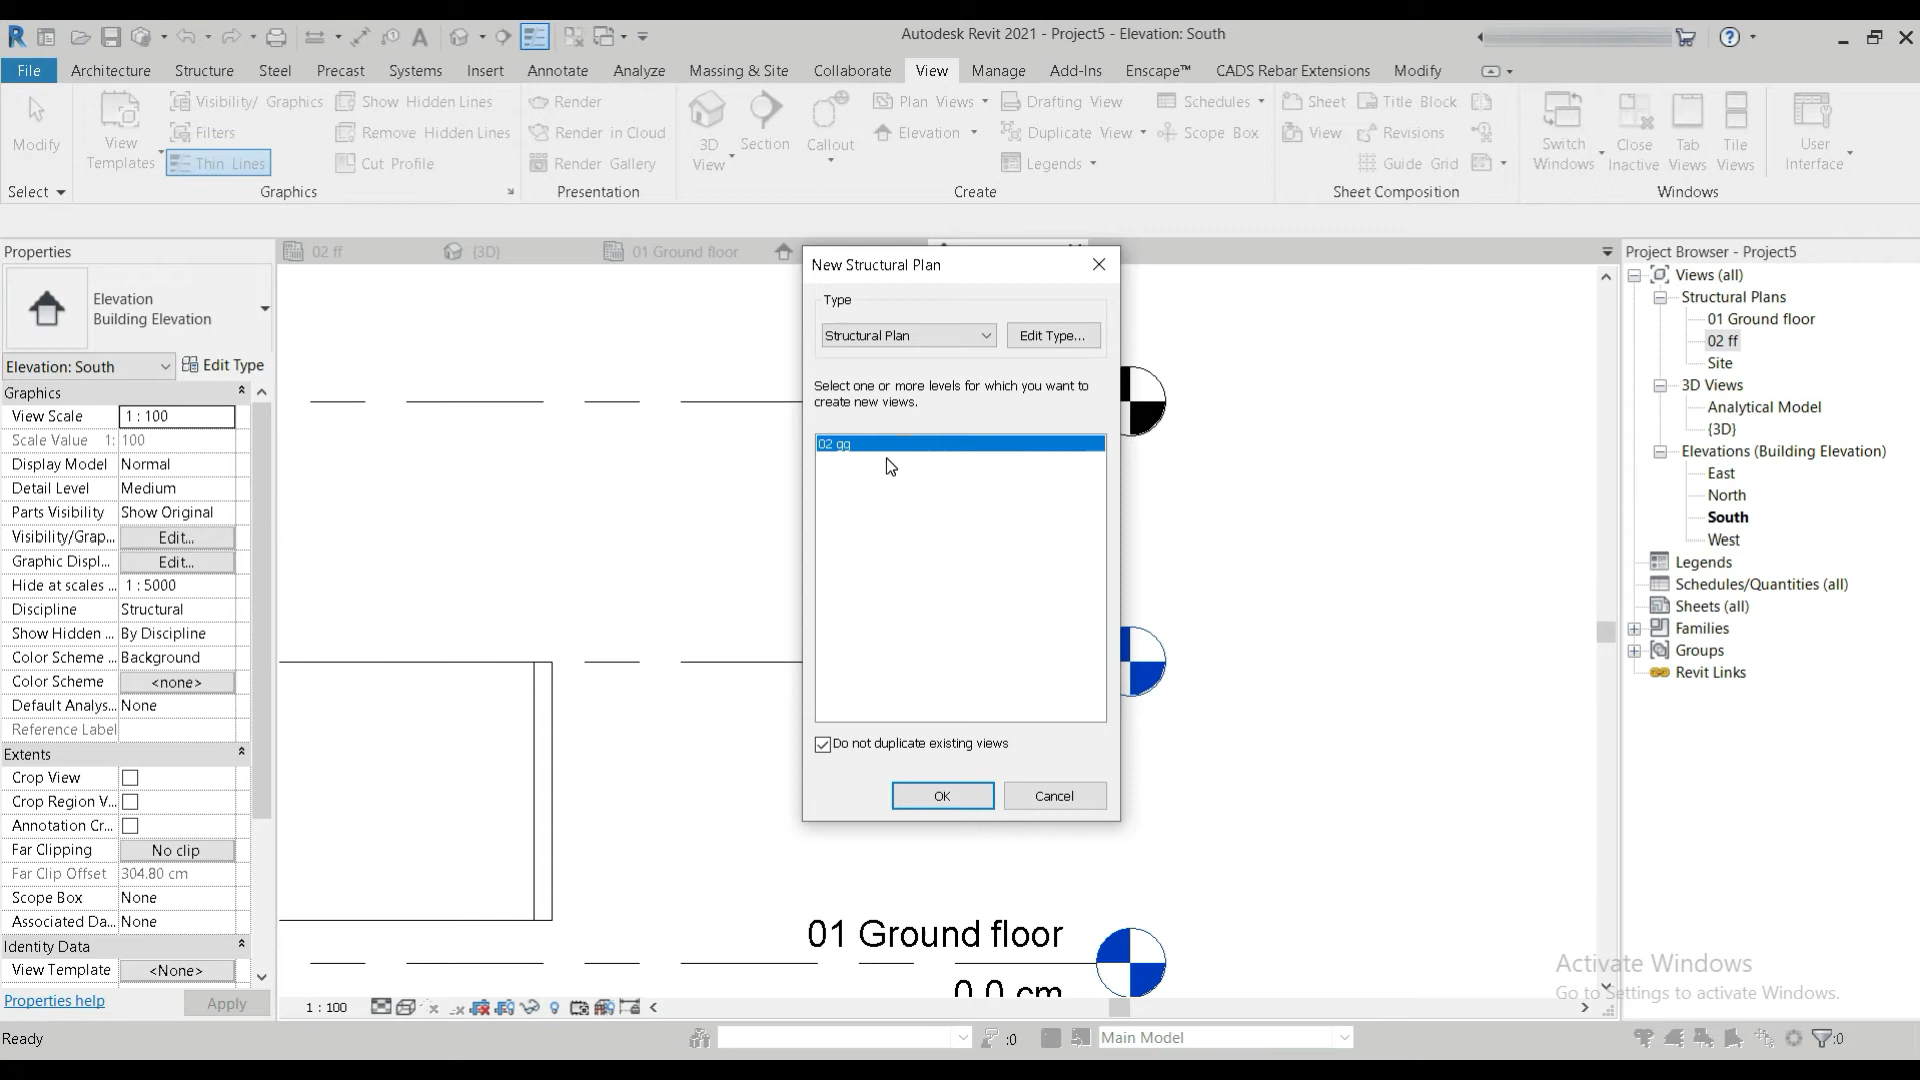 Autodesk Revit 2021 - Project5 - Elevation: South
File Architecture Structure Steel Precast Systems Insert Annotate Analyze Massing & Site Collaborate View Manage Add-Ins Enscape™ CADS Rebar Extensions Modify
Modify
Select
View Templates
Visibility/ Graphics
Filters
Thin Lines
Show Hidden Lines
Remove Hidden Lines
Cut Profile
Graphics
Render
Render in Cloud
Render Gallery
Presentation
3D View
Section
Callout
Plan Views
Elevation
Drafting View
Duplicate View
Legends
Schedules
Scope Box
Create
Sheet
View
Title Block
Revisions
Guide Grid
Sheet Composition
Switch Windows
Close Inactive
Tab Views
Tile Views
Windows
User Interface
Properties
Elevation
Building Elevation
Elevation: South
Edit Type
Graphics
View Scale 1 : 100
Scale Value 1: 100
Display Model Normal
Detail Level Medium
Parts Visibility Show Original
Visibility/Grap... Edit...
Graphic Displ... Edit...
Hide at scales ... 1 : 5000
Discipline Structural
Show Hidden ... By Discipline
Color Scheme ... Background
Color Scheme <none>
Default Analys... None
Reference Label
Extents
Crop View
Crop Region V...
Annotation Cr...
Far Clipping No clip
Far Clip Offset 304.80 cm
Scope Box None
Associated Da... None
Identity Data
View Template <None>
Properties help
Apply
02 ff
{3D}
01 Ground floor
New Structural Plan
Type
Structural Plan
Edit Type...
Select one or more levels for which you want to
create new views.
02 gg
Do not duplicate existing views
OK
Cancel
01 Ground floor
0.0 cm
1 : 100
Project Browser - Project5
Views (all)
Structural Plans
01 Ground floor
02 ff
Site
3D Views
Analytical Model
{3D}
Elevations (Building Elevation)
East
North
South
West
Legends
Schedules/Quantities (all)
Sheets (all)
Families
Groups
Revit Links
Activate Windows
Go to Settings to activate Windows.
Ready
:0
Main Model
:0